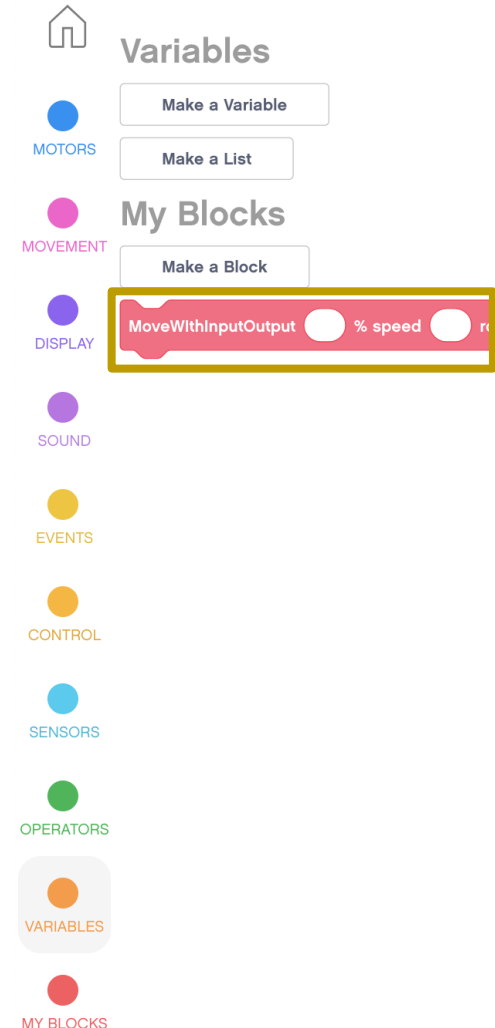 Variables
Make a Variable
Make a List
My Blocks
Make a Block
MoveWIthInputOutput % speed
MOTORS
MOVEMENT
DISPLAY
SOUND
EVENTS
CONTROL
SENSORS
OPERATORS
VARIABLES
MY BLOCKS